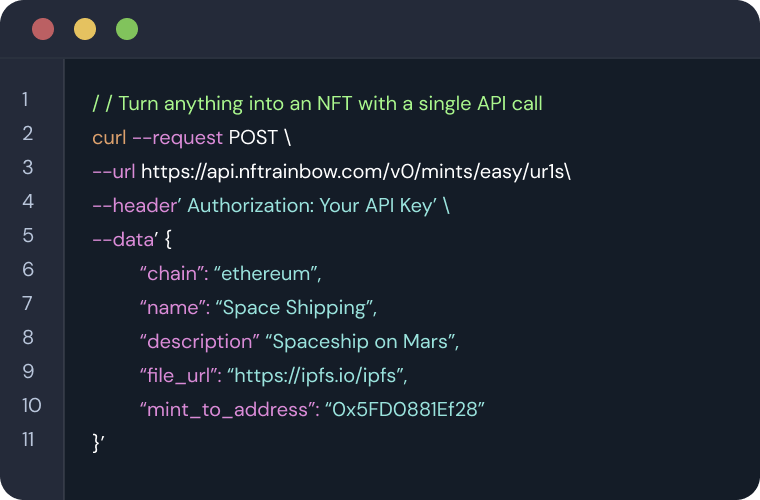 1 / / Turn anything into an NFT with a single API call
2 curl --request POST \
3 --url https://api.nftrainbow.com/v0/mints/easy/ur1s\
4 --header’ Authorization: Your API Key’ \
5 --data’ {
6 “chain”: “ethereum”,
7 “name”: “Space Shipping”,
8 “description” “Spaceship on Mars”,
9 “file_url”: “https://ipfs.io/ipfs”,
10 “mint_to_address”: “0x5FD0881Ef28”
11 }’